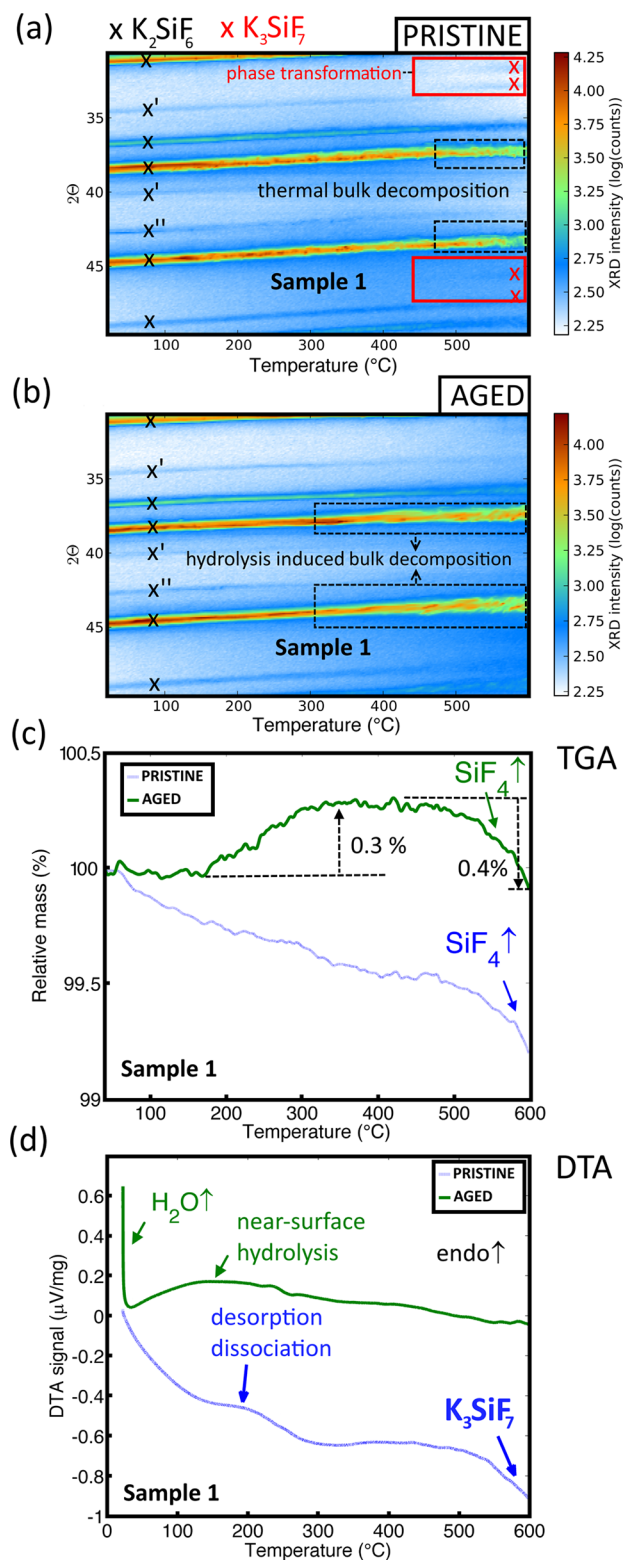 (a)
x K2SiF6
x K3SiF7
PRISTINE
phase transformation
x
x
x
x'
x
x
x'
x''
x
x
x
x
thermal bulk decomposition
Sample 1
35
40
45
2Θ
100
200
300
400
500
Temperature (°C)
4.25
4.00
3.75
3.50
3.25
3.00
2.75
2.50
2.25
XRD intensity (log(counts))
(b)
AGED
x
x'
x
x
x'
x''
x
x
hydrolysis induced bulk decomposition
Sample 1
35
40
45
2Θ
100
200
300
400
500
Temperature (°C)
4.00
3.75
3.50
3.25
3.00
2.75
2.50
2.25
XRD intensity (log(counts))
(c)
TGA
PRISTINE
AGED
SiF4↑
0.3 %
0.4%
SiF4↑
Sample 1
100.5
100
99.5
99
Relative mass (%)
100
200
300
400
500
600
Temperature (°C)
(d)
DTA
PRISTINE
AGED
H2O↑
near-surface
hydrolysis
endo↑
desorption
dissociation
K3SiF7
Sample 1
0.6
0.4
0.2
0
-0.2
-0.4
-0.6
-0.8
-1
DTA signal (μV/mg)
0
100
200
300
400
500
600
Temperature (°C)